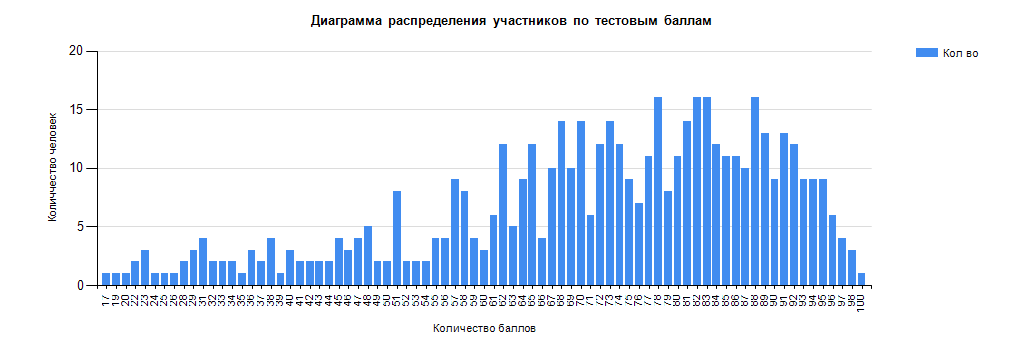 Диаграмма распределения участников по тестовым баллам
Кол во
Количчество человек
20
15
10
5
0
17 19 20 22 23 24 25 26 28 29 31 32 33 34 35 36 37 38 39 40 41 42 43 44 45 46 47 48 49 50 51 52 53 54 55 56 57 58 59 60 61 62 63 64 65 66 67 68 69 70 71 72 73 74 75 76 77 78 79 80 81 82 83 84 85 86 87 88 89 90 91 92 93 94 95 96 97 98 100
Количество баллов